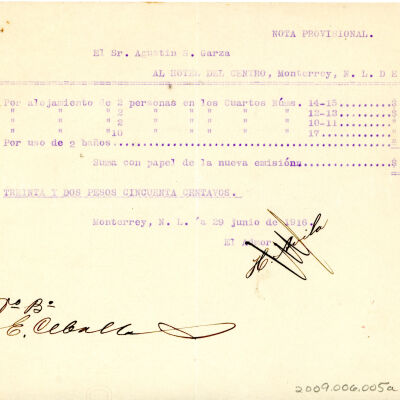 NOTA PROVISIONAL.
El Sr. Agustin S. Garza
AL HOTEL DEL CENTRO, Monterrey, N. L. D E
Por alojamiento de 2 personas en los Cuartos Núms. 14-15..........$
" " " 2 " " " " " 12-13..........$
" " " 2 " " " " " 10-11..........$
" " " 10 " " " " " 17..........
Por uso de 2 baños..........
Suma con papel de la nueva emisión..........$
TREINTA Y DOS PESOS CINCUENTA CENTAVOS.
Monterrey, N. L. á 29 junio de 1916.
El Admor.
Vo. Bo.
E. Ceballos
2009.006.005a